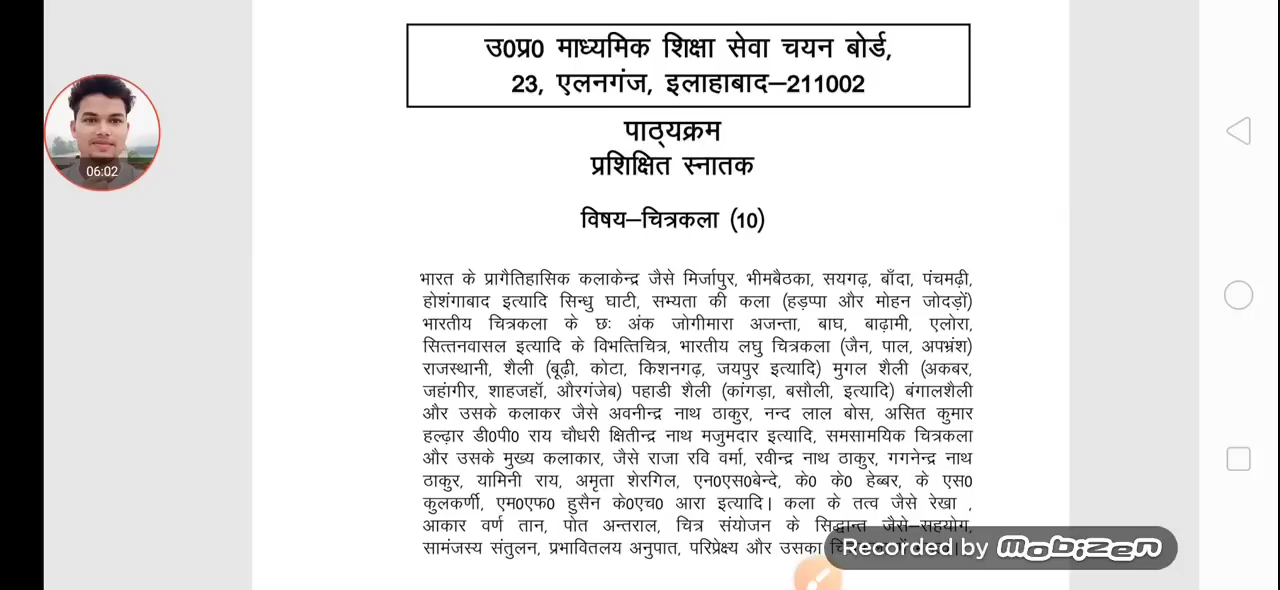 उ0प्र0 माध्यमिक शिक्षा सेवा चयन बोर्ड,
23, एलनगंज, इलाहाबाद–211002
पाठ्यक्रम
प्रशिक्षित स्नातक
06:02
विषय–चित्रकला (10)
भारत के प्रागैतिहासिक कलाकेन्द्र जैसे मिर्जापुर, भीमबैठका, सयगढ़, बाँदा, पंचमढ़ी,
होशंगाबाद इत्यादि सिन्धु घाटी, सभ्यता की कला (हड़प्पा और मोहन जोदड़ों)
भारतीय चित्रकला के छः अंक जोगीमारा अजन्ता, बाघ, बाढ़ामी, एलोरा,
सित्तनवासल इत्यादि के विभत्तिचित्र, भारतीय लघु चित्रकला (जैन, पाल, अपभ्रंश)
राजस्थानी, शैली (बूढ़ी, कोटा, किशनगढ़, जयपुर इत्यादि) मुगल शैली (अकबर,
जहांगीर, शाहजहॉ, औरगंजेब) पहाडी शैली (कांगड़ा, बसौली, इत्यादि) बंगालशैली
और उसके कलाकर जैसे अवनीन्द्र नाथ ठाकुर, नन्द लाल बोस, असित कुमार
हल्ढ़ार डी0पी0 राय चौधरी क्षितीन्द्र नाथ मजुमदार इत्यादि, समसामयिक चित्रकला
और उसके मुख्य कलाकार, जैसे राजा रवि वर्मा, रवीन्द्र नाथ ठाकुर, गगनेन्द्र नाथ
ठाकुर, यामिनी राय, अमृता शेरगिल, एन0एस0बेन्दे, के0 के0 हेब्बर, के एस0
कुलकर्णी, एम0एफ0 हुसैन के0एच0 आरा इत्यादि। कला के तत्व जैसे रेखा ,
आकार वर्ण तान, पोत अन्तराल, चित्र संयोजन के सिद्धान्त जैसे–सहयोग,
सामंजस्य संतुलन, प्रभावितलय अनुपात, परिप्रेक्ष्य और उसका
Recorded by mobizen